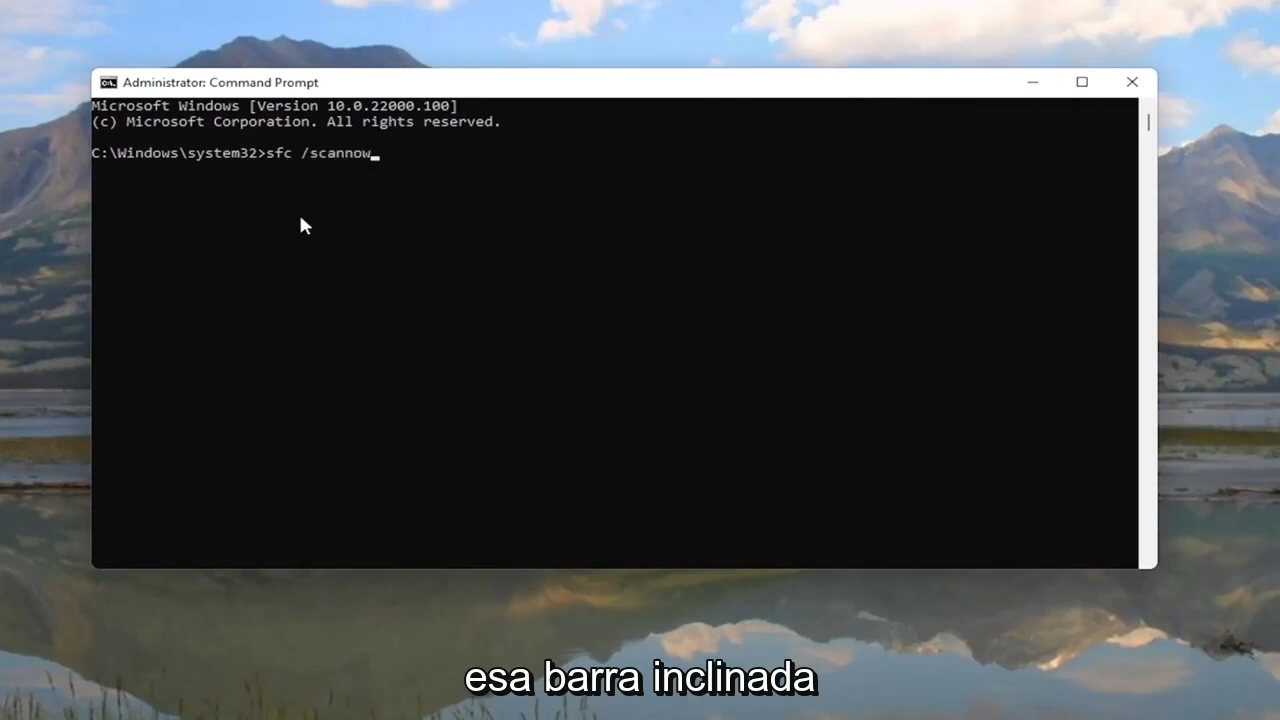 Administrator: Command Prompt
Microsoft Windows [Version 10.0.22000.100]
(c) Microsoft Corporation. All rights reserved.
C:\Windows\system32>sfc /scannow
esa barra inclinada